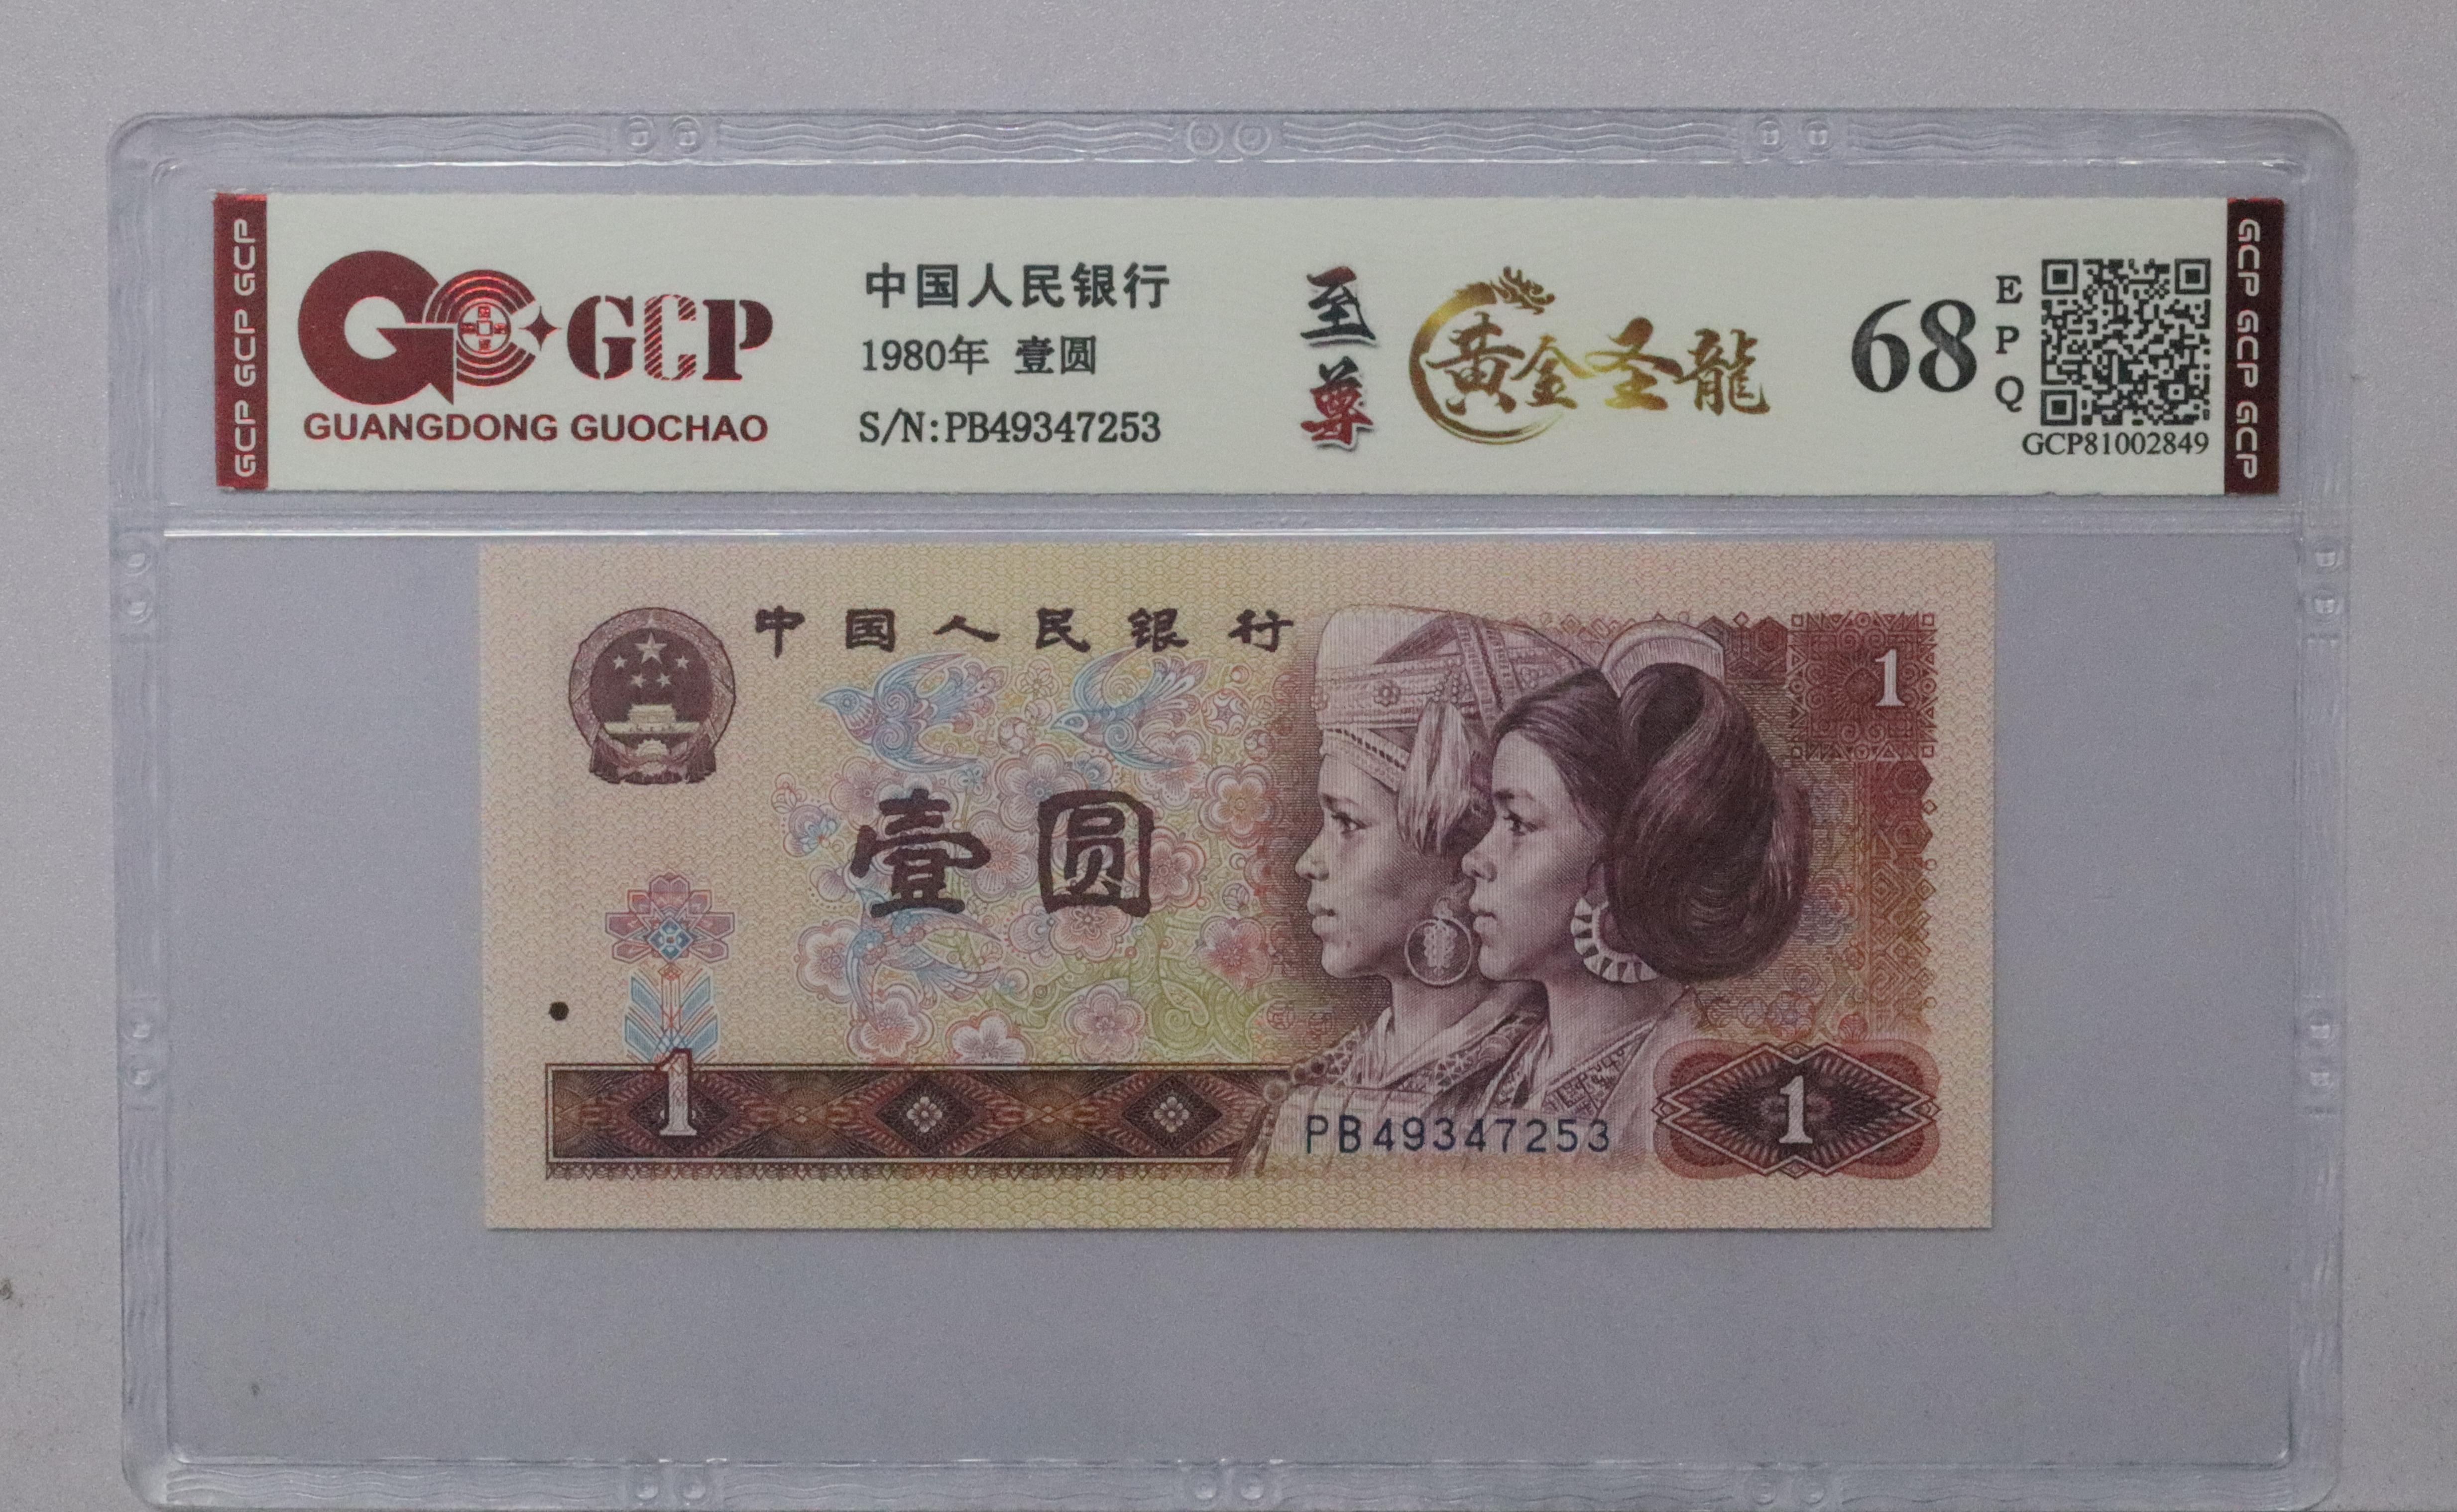 GCP GCP GCP
GCP
GUANGDONG GUOCHAO
中国人民银行
1980年 壹圆
S/N:PB49347253
至尊
黄金圣龍
68
EPQ
GCP81002849
GCP GCP GCP
中国人民银行
1
壹圆
1
PB49347253
1